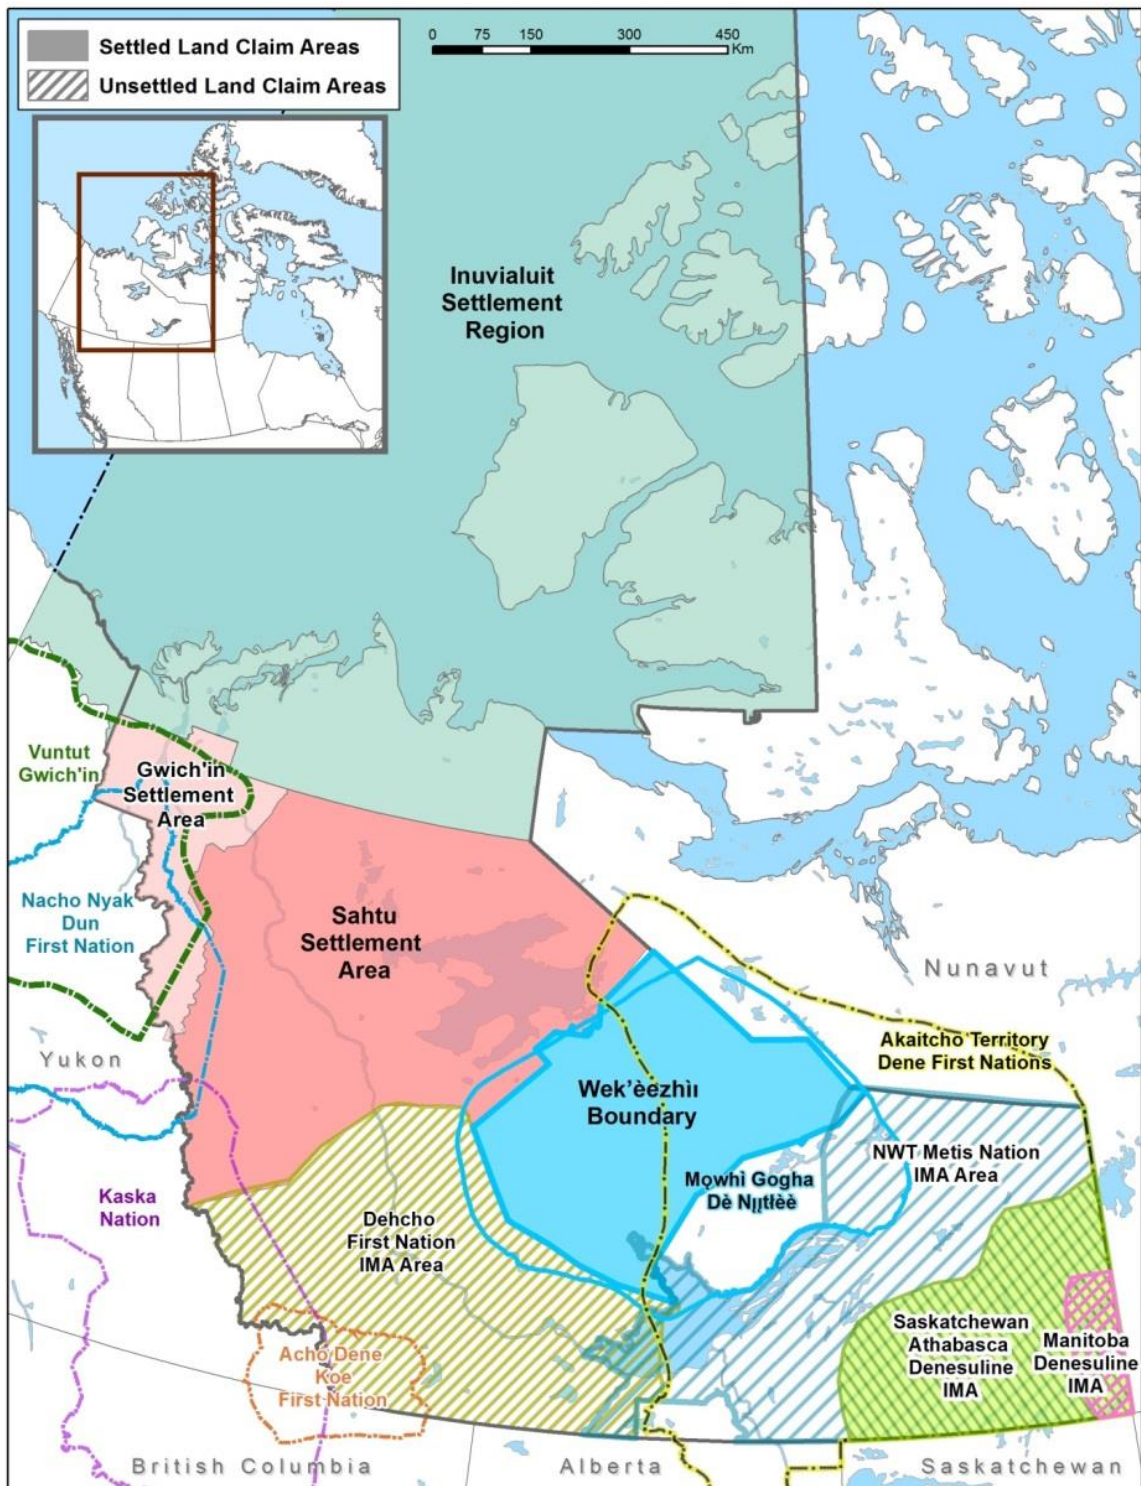 Settled Land Claim Areas
Unsettled Land Claim Areas
0 75 150 300 450
Km
Inuvialuit
Settlement
Region
Vuntut
Gwich'in
Gwich'in
Settlement
Area
Nacho Nyak
Dun
First Nation
Sahtu
Settlement
Area
Nunavut
Yukon
Akaitcho Territory
Dene First Nations
Wek'èezhìı
Boundary
NWT Metis Nation
IMA Area
Mǫwhì Gogha
Dè Nı̨ı̨tłèè
Kaska
Nation
Dehcho
First Nation
IMA Area
Saskatchewan
Athabasca
Denesuline
IMA
Manitoba
Denesuline
IMA
Acho Dene
Koe
First Nation
British Columbia
Alberta
Saskatchewan